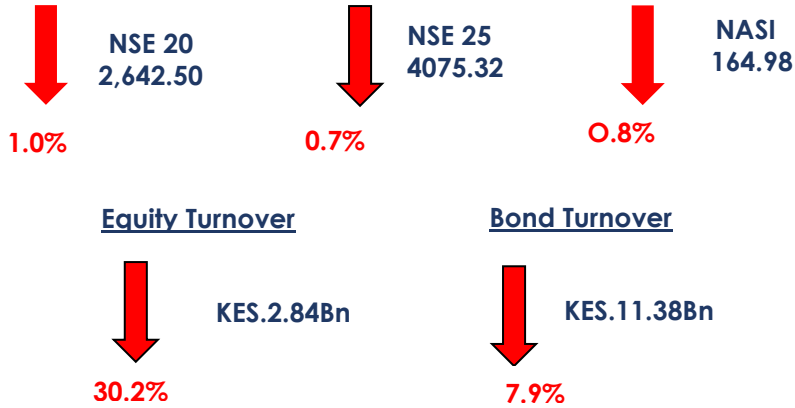 NSE 20
2,642.50
1.0%
NSE 25
4075.32
0.7%
NASI
164.98
O.8%
Equity Turnover
KES.2.84Bn
30.2%
Bond Turnover
KES.11.38Bn
7.9%